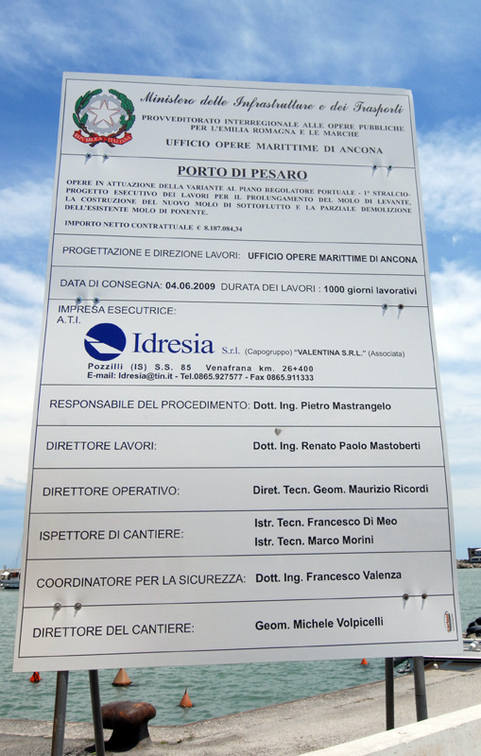 Ministero delle Infrastrutture e dei Trasporti
PROVVEDITORATO INTERREGIONALE ALLE OPERE PUBBLICHE
PER L'EMILIA ROMAGNA E LE MARCHE
UFFICIO OPERE MARITTIME DI ANCONA
PORTO DI PESARO
OPERE IN ATTUAZIONE DELLA VARIANTE AL PIANO REGOLATORE PORTUALE - 1° STRALCIO-
PROGETTO ESECUTIVO DEI LAVORI PER IL PROLUNGAMENTO DEL MOLO DI LEVANTE,
LA COSTRUZIONE DEL NUOVO MOLO DI SOTTOFLUTTO E LA PARZIALE DEMOLIZIONE
DELL'ESISTENTE MOLO DI PONENTE.
IMPORTO NETTO CONTRATTUALE € 8.187.084,34
PROGETTAZIONE E DIREZIONE LAVORI: UFFICIO OPERE MARITTIME DI ANCONA
DATA DI CONSEGNA: 04.06.2009 DURATA DEI LAVORI : 1000 giorni lavorativi
IMPRESA ESECUTRICE:
A.T.I.
Idresia S.r.l. (Capogruppo) "VALENTINA S.R.L." (Associata)
Pozzilli (IS) S.S. 85 Venafrana km. 26+400
E-mail: Idresia@tin.it - Tel.0865.927577 - Fax 0865.911333
RESPONSABILE DEL PROCEDIMENTO: Dott. Ing. Pietro Mastrangelo
DIRETTORE LAVORI: Dott. Ing. Renato Paolo Mastoberti
DIRETTORE OPERATIVO: Diret. Tecn. Geom. Maurizio Ricordi
ISPETTORE DI CANTIERE: Istr. Tecn. Francesco Di Meo
Istr. Tecn. Marco Morini
COORDINATORE PER LA SICUREZZA: Dott. Ing. Francesco Valenza
DIRETTORE DEL CANTIERE: Geom. Michele Volpicelli